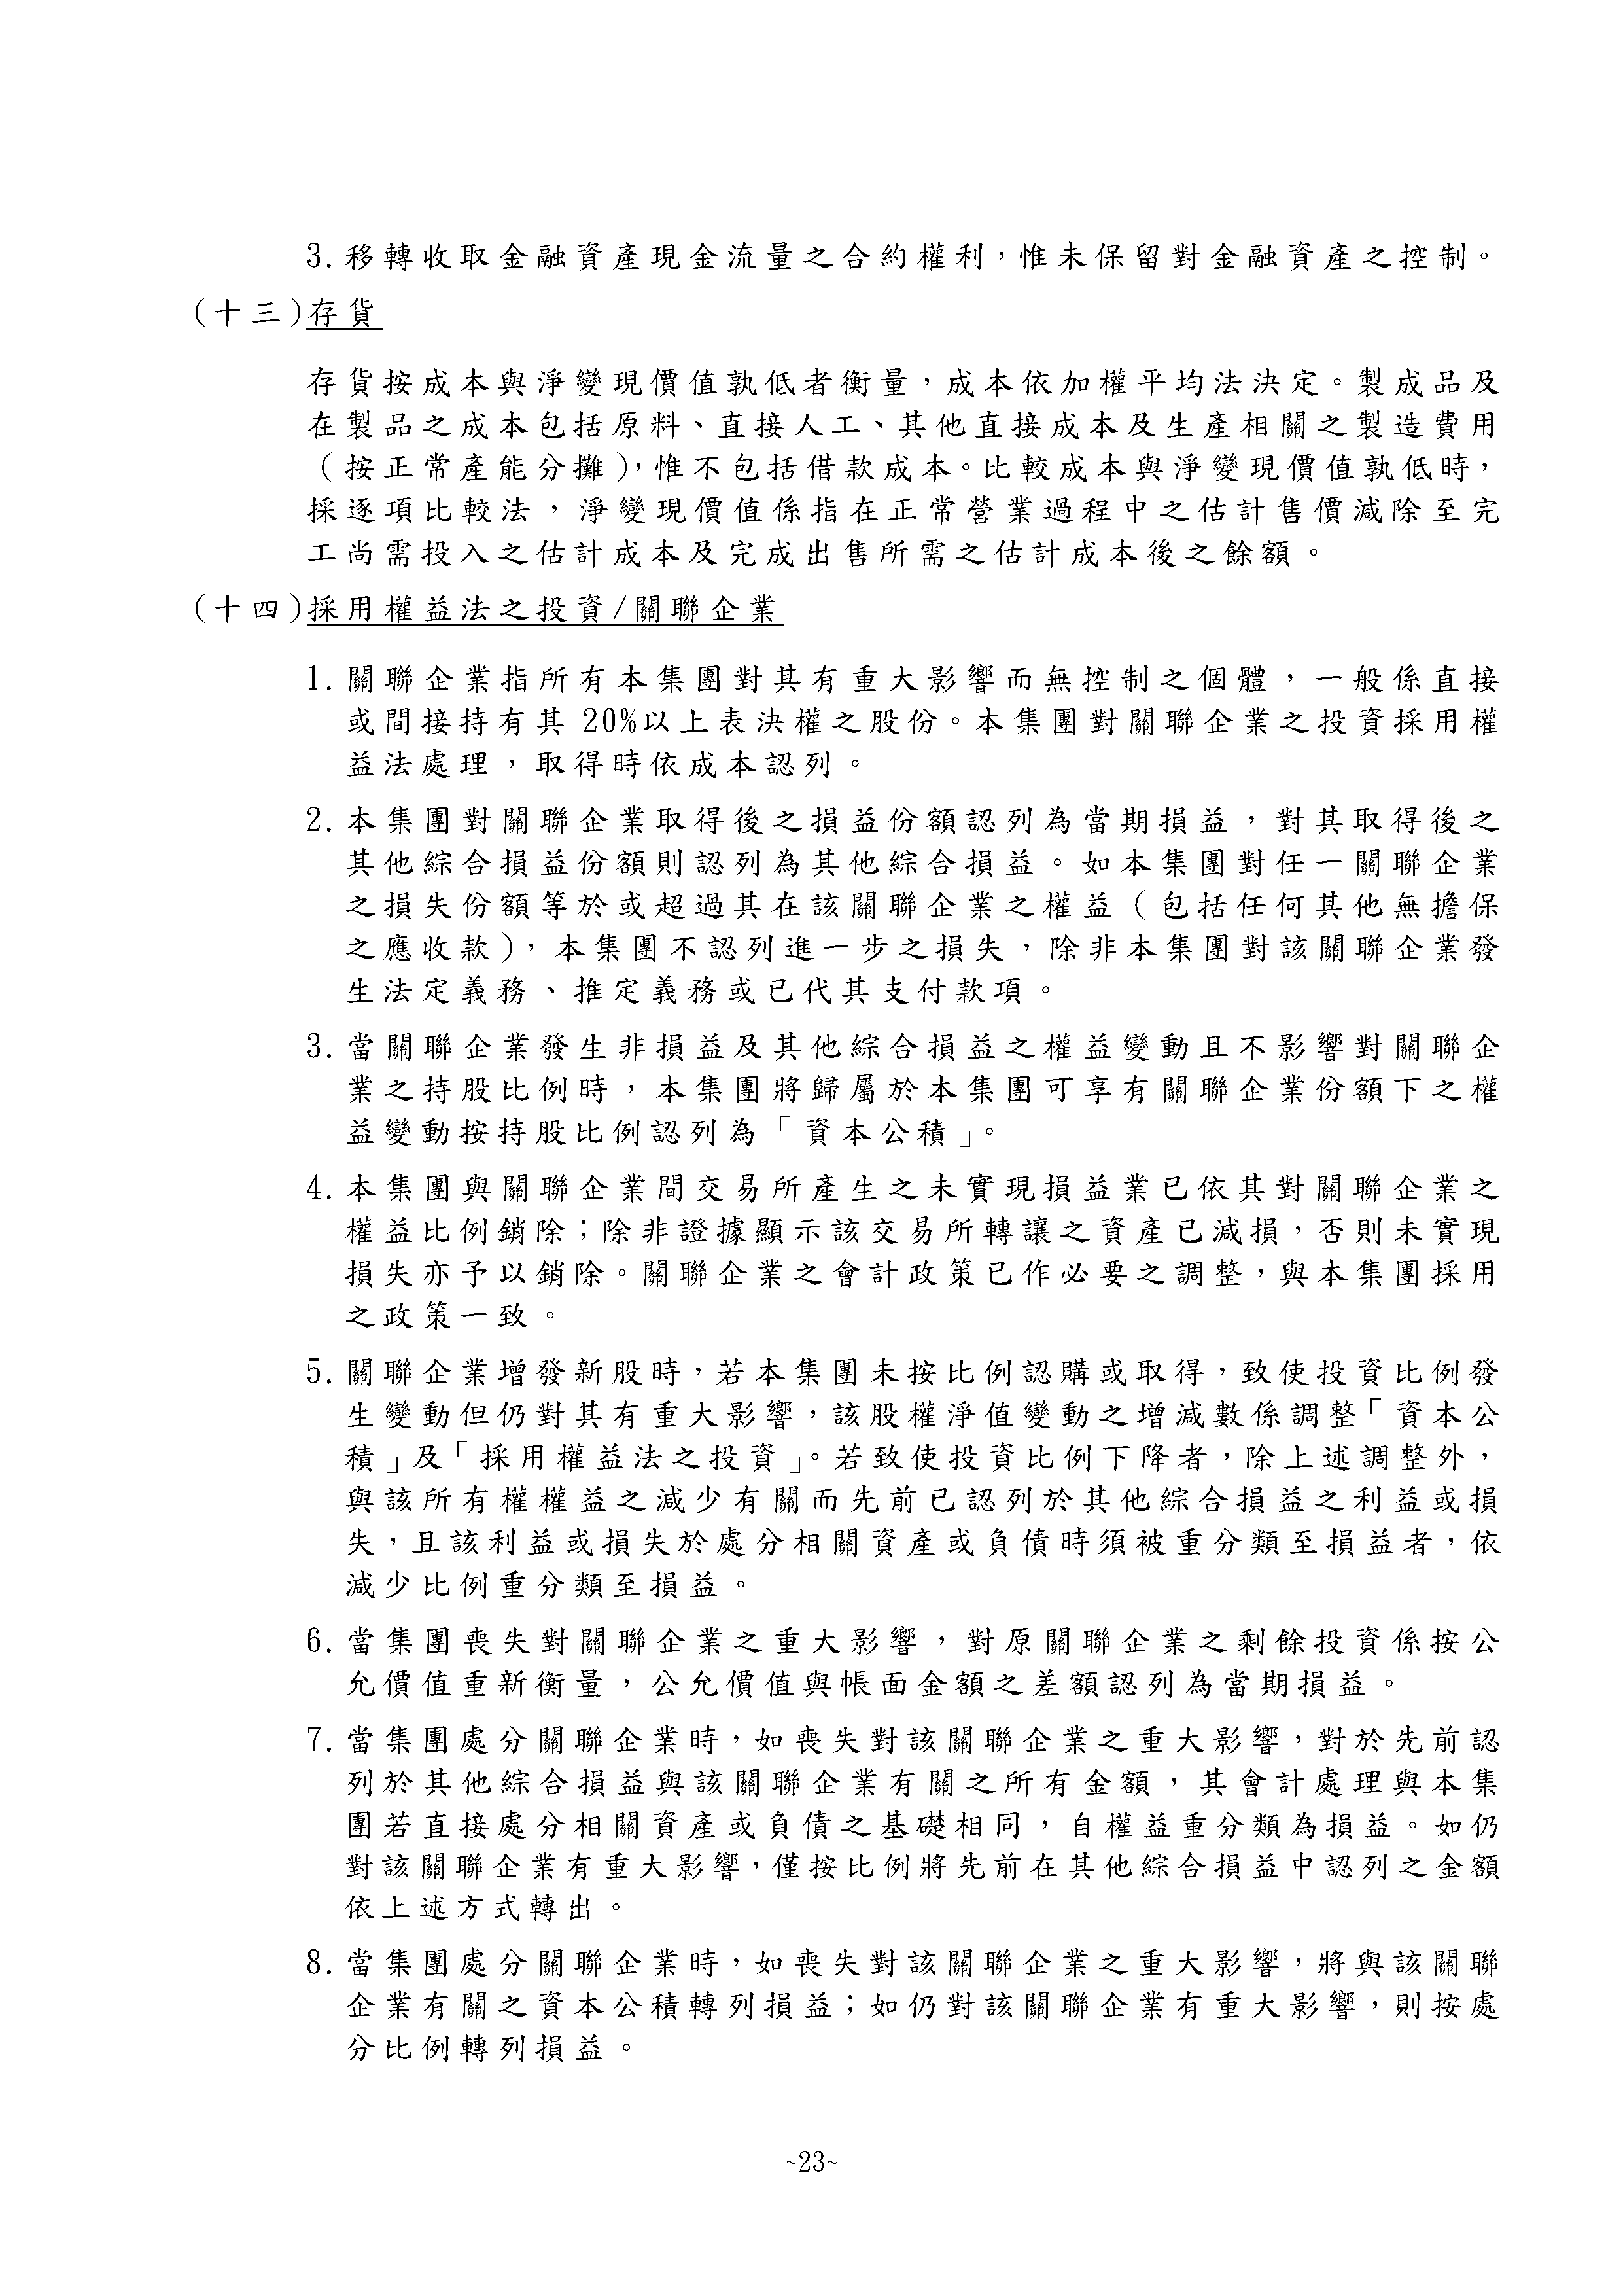 3. 移轉收取金融資產現金流量之合約權利，惟未保留對金融資產之控制。
(十三)存貨
存貨按成本與淨變現價值孰低者衡量，成本依加權平均法決定。製成品及
在製品之成本包括原料、直接人工、其他直接成本及生產相關之製造費用
（按正常產能分攤），惟不包括借款成本。比較成本與淨變現價值孰低時，
採逐項比較法，淨變現價值係指在正常營業過程中之估計售價減除至完
工尚需投入之估計成本及完成出售所需之估計成本後之餘額。
(十四)採用權益法之投資/關聯企業
1. 關聯企業指所有本集團對其有重大影響而無控制之個體，一般係直接
或間接持有其 20%以上表決權之股份。本集團對關聯企業之投資採用權
益法處理，取得時依成本認列。
2. 本集團對關聯企業取得後之損益份額認列為當期損益，對其取得後之
其他綜合損益份額則認列為其他綜合損益。如本集團對任一關聯企業
之損失份額等於或超過其在該關聯企業之權益（包括任何其他無擔保
之應收款），本集團不認列進一步之損失，除非本集團對該關聯企業發
生法定義務、推定義務或已代其支付款項。
3. 當關聯企業發生非損益及其他綜合損益之權益變動且不影響對關聯企
業之持股比例時，本集團將歸屬於本集團可享有關聯企業份額下之權
益變動按持股比例認列為「資本公積」。
4. 本集團與關聯企業間交易所產生之未實現損益業已依其對關聯企業之
權益比例銷除；除非證據顯示該交易所轉讓之資產已減損，否則未實現
損失亦予以銷除。關聯企業之會計政策已作必要之調整，與本集團採用
之政策一致。
5. 關聯企業增發新股時，若本集團未按比例認購或取得，致使投資比例發
生變動但仍對其有重大影響，該股權淨值變動之增減數係調整「資本公
積」及「採用權益法之投資」。若致使投資比例下降者，除上述調整外，
與該所有權權益之減少有關而先前已認列於其他綜合損益之利益或損
失，且該利益或損失於處分相關資產或負債時須被重分類至損益者，依
減少比例重分類至損益。
6. 當集團喪失對關聯企業之重大影響，對原關聯企業之剩餘投資係按公
允價值重新衡量，公允價值與帳面金額之差額認列為當期損益。
7. 當集團處分關聯企業時，如喪失對該關聯企業之重大影響，對於先前認
列於其他綜合損益與該關聯企業有關之所有金額，其會計處理與本集
團若直接處分相關資產或負債之基礎相同，自權益重分類為損益。如仍
對該關聯企業有重大影響，僅按比例將先前在其他綜合損益中認列之金額
依上述方式轉出。
8. 當集團處分關聯企業時，如喪失對該關聯企業之重大影響，將與該關聯
企業有關之資本公積轉列損益；如仍對該關聯企業有重大影響，則按處
分比例轉列損益。
~23~